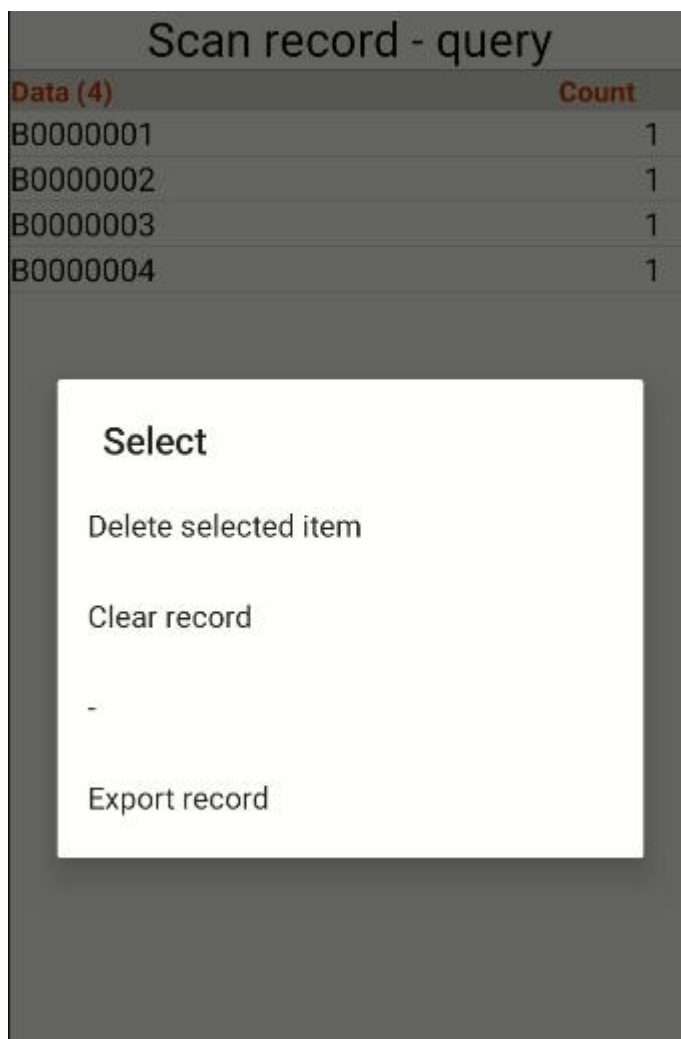 Scan record - query
Data (4) Count
B0000001 1
B0000002 1
B0000003 1
B0000004 1
Select
Delete selected item
Clear record
-
Export record